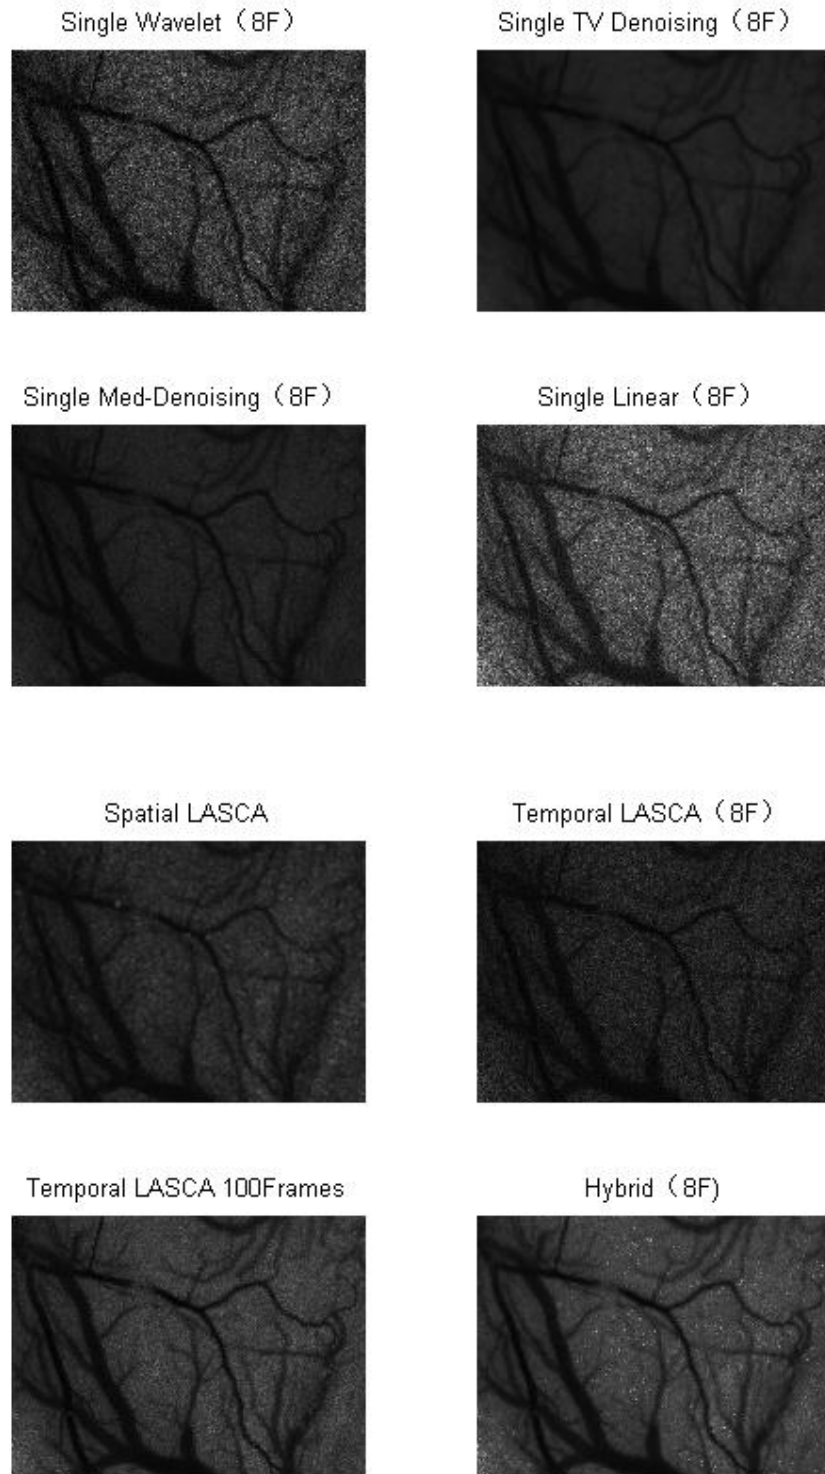 Single Wavelet（8F）
Single TV Denoising（8F）
Single Med-Denoising（8F）
Single Linear（8F）
Spatial LASCA
Temporal LASCA（8F）
Temporal LASCA 100Frames
Hybrid（8F)